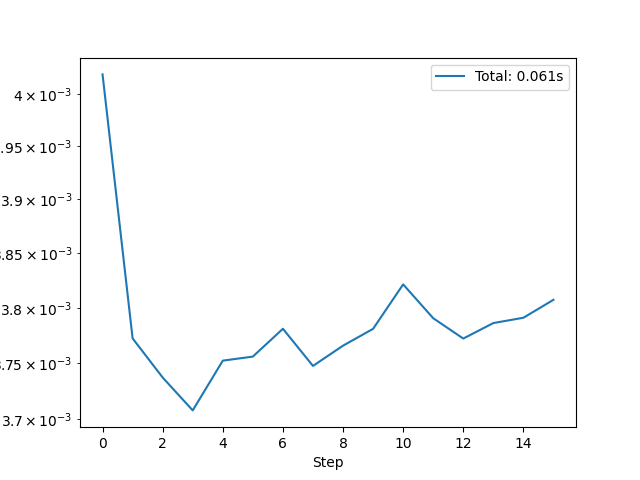 Total: 0.061s
4 × 10⁻³
.95 × 10⁻³
3.9 × 10⁻³
.85 × 10⁻³
3.8 × 10⁻³
.75 × 10⁻³
3.7 × 10⁻³
0 2 4 6 8 10 12 14
Step